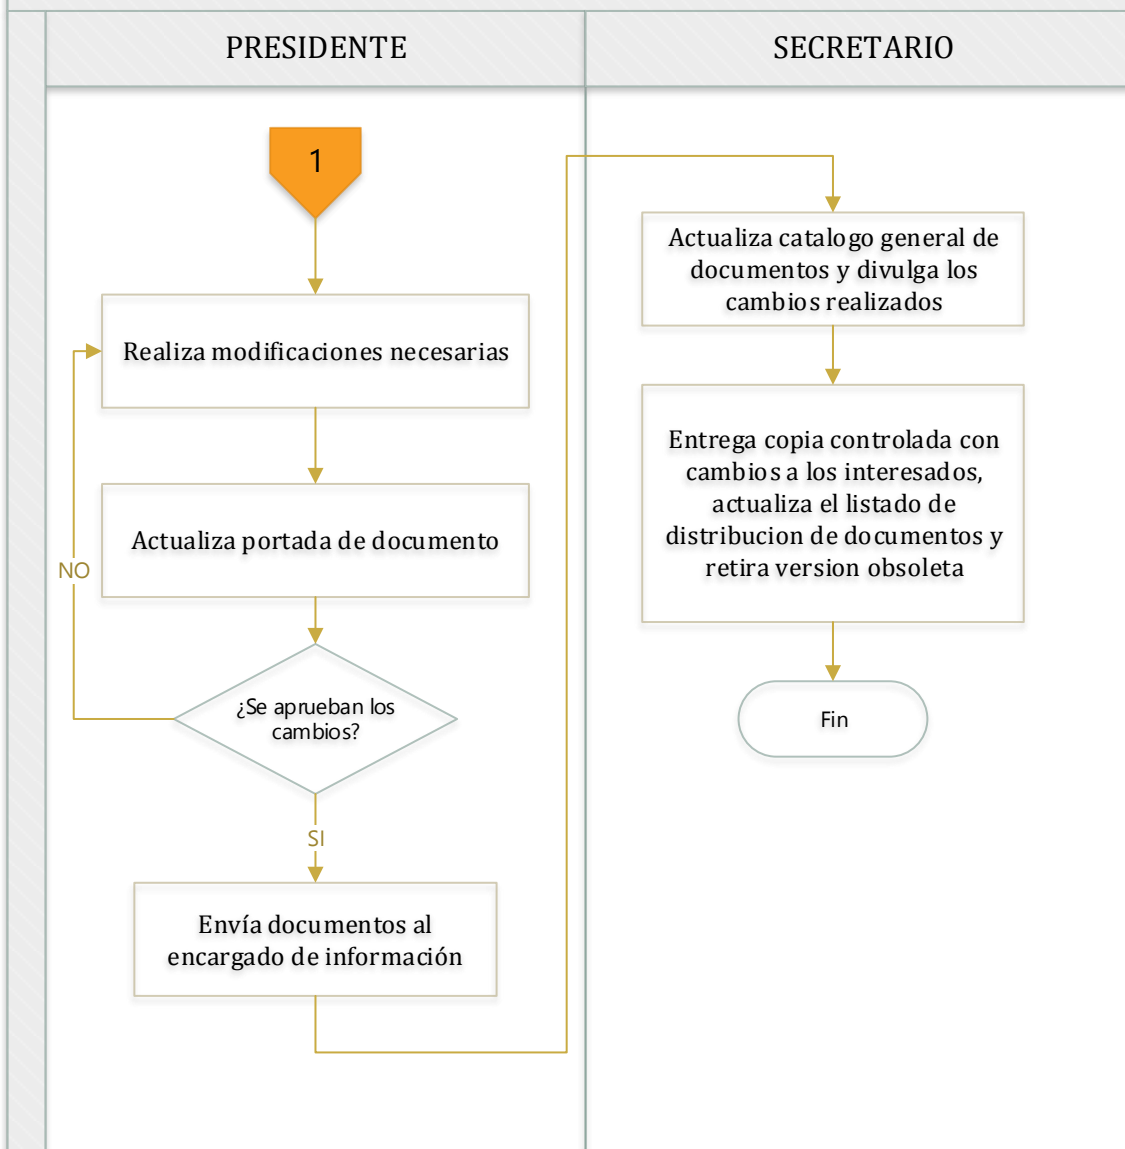 PRESIDENTE
SECRETARIO
1
Realiza modificaciones necesarias
Actualiza portada de documento
NO
¿Se aprueban los
cambios?
SI
Envía documentos al
encargado de información
Actualiza catalogo general de
documentos y divulga los
cambios realizados
Entrega copia controlada con
cambios a los interesados,
actualiza el listado de
distribucion de documentos y
retira version obsoleta
Fin